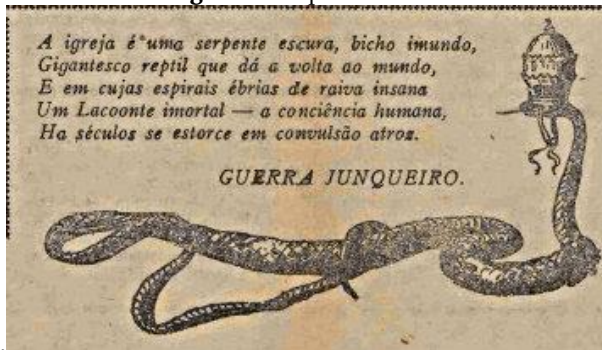 A igreja é uma serpente escura, bicho imundo,
Gigantesco reptil que dá a volta ao mundo,
E em cujas espirais ébrias de raiva insana
Um Lacoonte imortal — a conciência humana,
Ha séculos se estorce em convulsão atros.
GUERRA JUNQUEIRO.